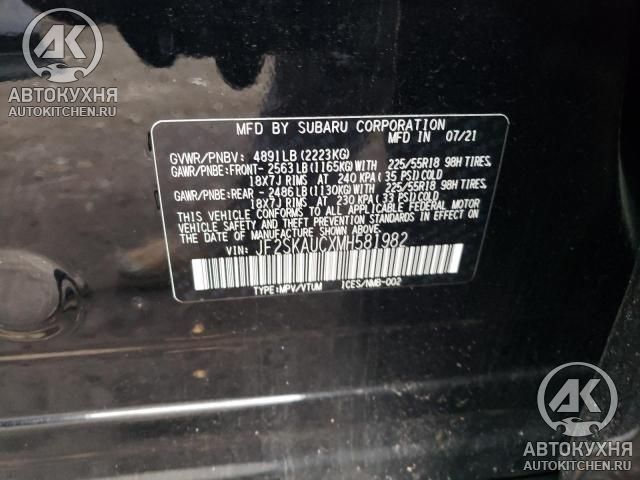 AK
АВТОКУХНЯ
AUTOKITCHEN.RU
MFD BY SUBARU CORPORATION
MFD IN 07/21
GVWR/PNBV: 4891LB(2223KG)
GAWR/PNBE:FRONT- 2563LB(1165KG)WITH 225/55R18 98H TIRES,
18X7J RIMS AT 240 KPA(35 PSI)COLD
GAWR/PNBE:REAR - 2486LB(1130KG)WITH 225/55R18 98H TIRES,
18X7J RIMS AT 230 KPA(33 PSI)COLD
THIS VEHICLE CONFORMS TO ALL APPLICABLE FEDERAL MOTOR
VEHICLE SAFETY AND THEFT PREVENTION STANDARDS IN EFFECT ON
THE DATE OF MANUFACTURE SHOWN ABOVE.
VIN: JF2SKAUCXMH581982
TYPE:MPV/VTUM ICES/NMB-002
AK
АВТОКУХНЯ
AUTOKITCHEN.RU